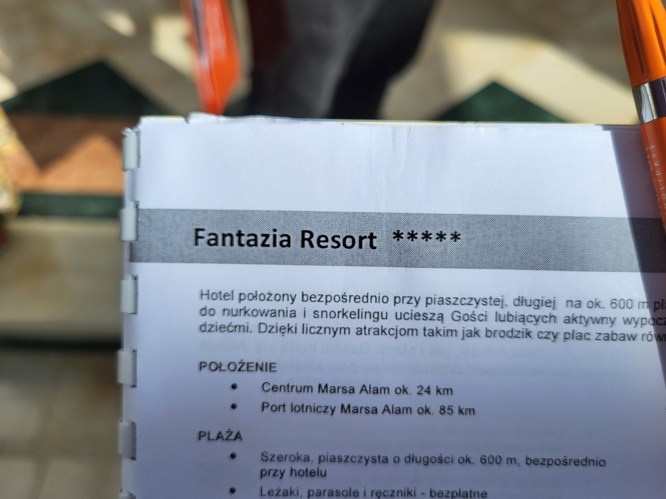 Fantazia Resort *****
Hotel położony bezpośrednio przy piaszczystej, długiej na ok. 600 m
do nurkowania i snorkelingu ucieszą Gości lubiących aktywny
dziećmi. Dzięki licznym atrakcjom takim jak brodzik czy plac zabaw
POŁOŻENIE
• Centrum Marsa Alam ok. 24 km
• Port lotniczy Marsa Alam ok. 85 km
PLAŻA
• Szeroka, piaszczysta o długości ok. 600 m, bezpośrednio
przy hotelu
• Leżaki, parasole i ręczniki - bezpłatne